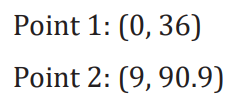 Point 1: (0, 36)
Point 2: (9, 90.9)